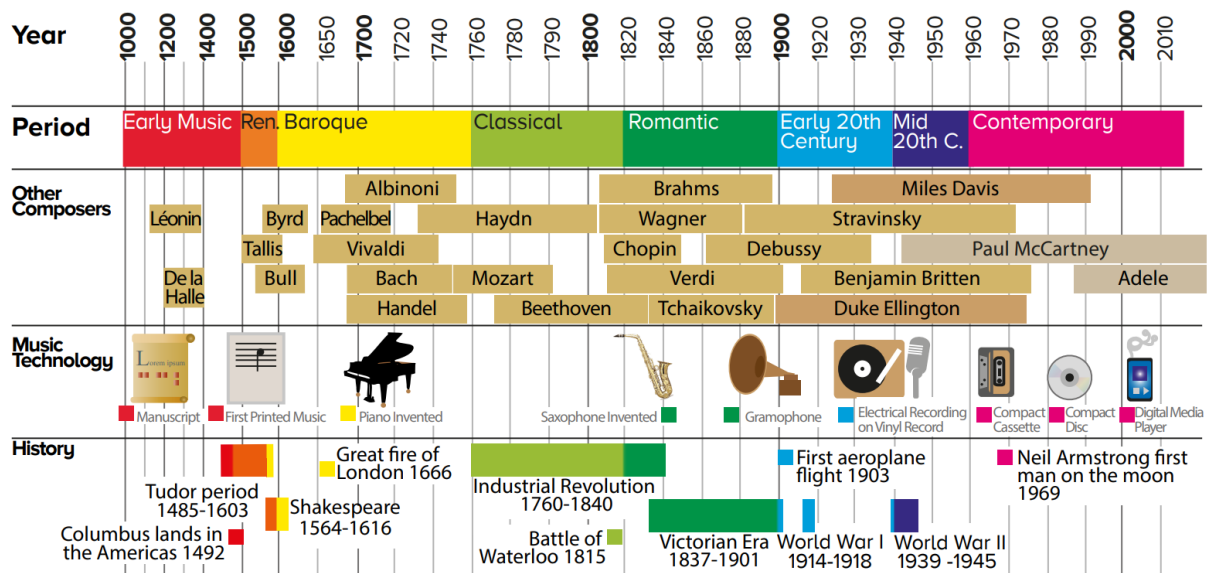 Year
1000 1200 1400 1500 1600 1650 1700 1720 1740 1760 1780 1800 1820 1840 1860 1880 1900 1920 1930 1940 1950 1960 1970 1980 1990 2000 2010
Period
Early Music Ren. Baroque Classical Romantic Early 20th Century Mid 20th C. Contemporary
Other
Composers
Albinoni Brahms Miles Davis
Léonin Byrd Pachelbel Haydn Wagner Stravinsky
Tallis Vivaldi Chopin Debussy Paul McCartney
De la
Halle
Bull Bach Mozart Verdi Benjamin Britten Adele
Handel Beethoven Tchaikovsky Duke Ellington
Music
Technology
Lorem ipsum
Manuscript
First Printed Music
Piano Invented
Saxophone Invented
Gramophone
Electrical Recording
on Vinyl Record
Compact
Cassette
Compact
Disc
Digital Media
Player
History
Tudor period
1485-1603
Great fire of
London 1666
Shakespeare
1564-1616
Columbus lands in
the Americas 1492
Industrial Revolution
1760-1840
Battle of
Waterloo 1815
Victorian Era
1837-1901
First aeroplane
flight 1903
World War I
1914-1918
World War II
1939 -1945
Neil Armstrong first
man on the moon
1969